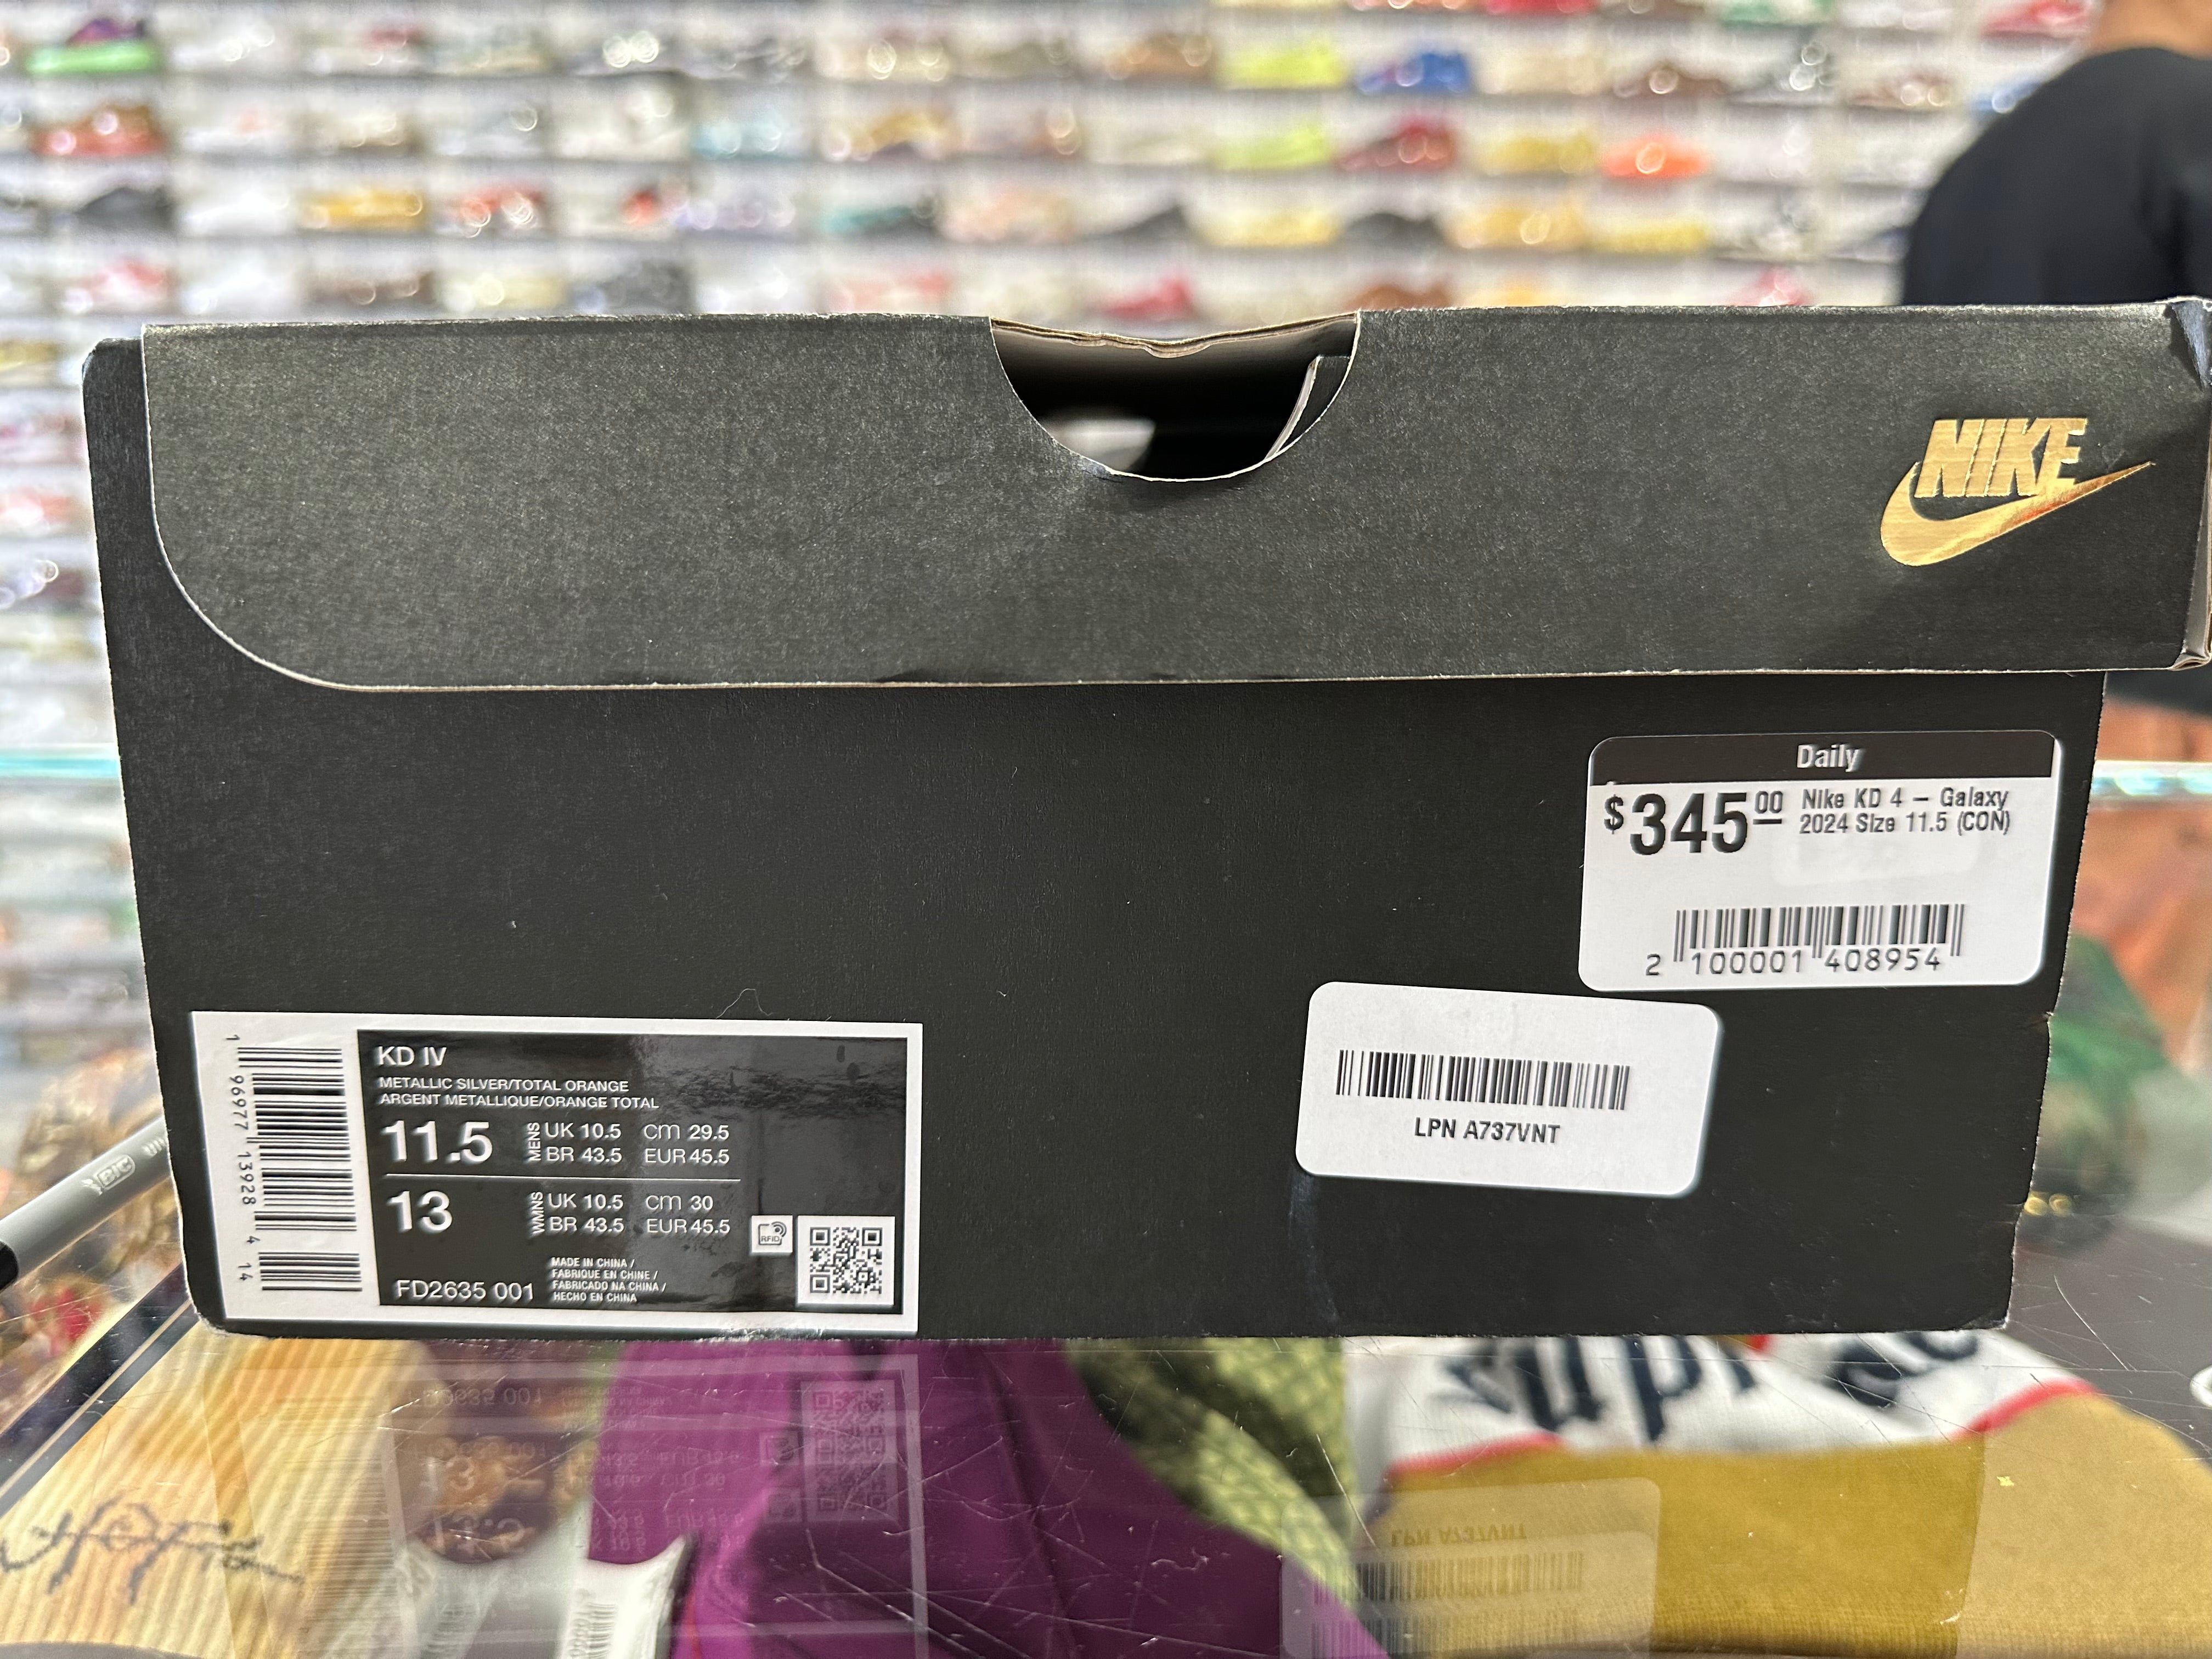 NIKE
Daily
$345.00
Nike KD 4 – Galaxy
2024 Size 11.5 (CON)
2 100001 408954
LPN A737VNT
1 96977 13928 4 14
KD IV
METALLIC SILVER/TOTAL ORANGE
ARGENT METALLIQUE/ORANGE TOTAL
11.5 MENS UK 10.5 cm 29.5
BR 43.5 EUR 45.5
13 WMNS UK 10.5 cm 30
BR 43.5 EUR 45.5
RFID
FD2635 001
MADE IN CHINA /
FABRIQUE EN CHINE /
FABRICADO NA CHINA /
HECHO EN CHINA
BIC